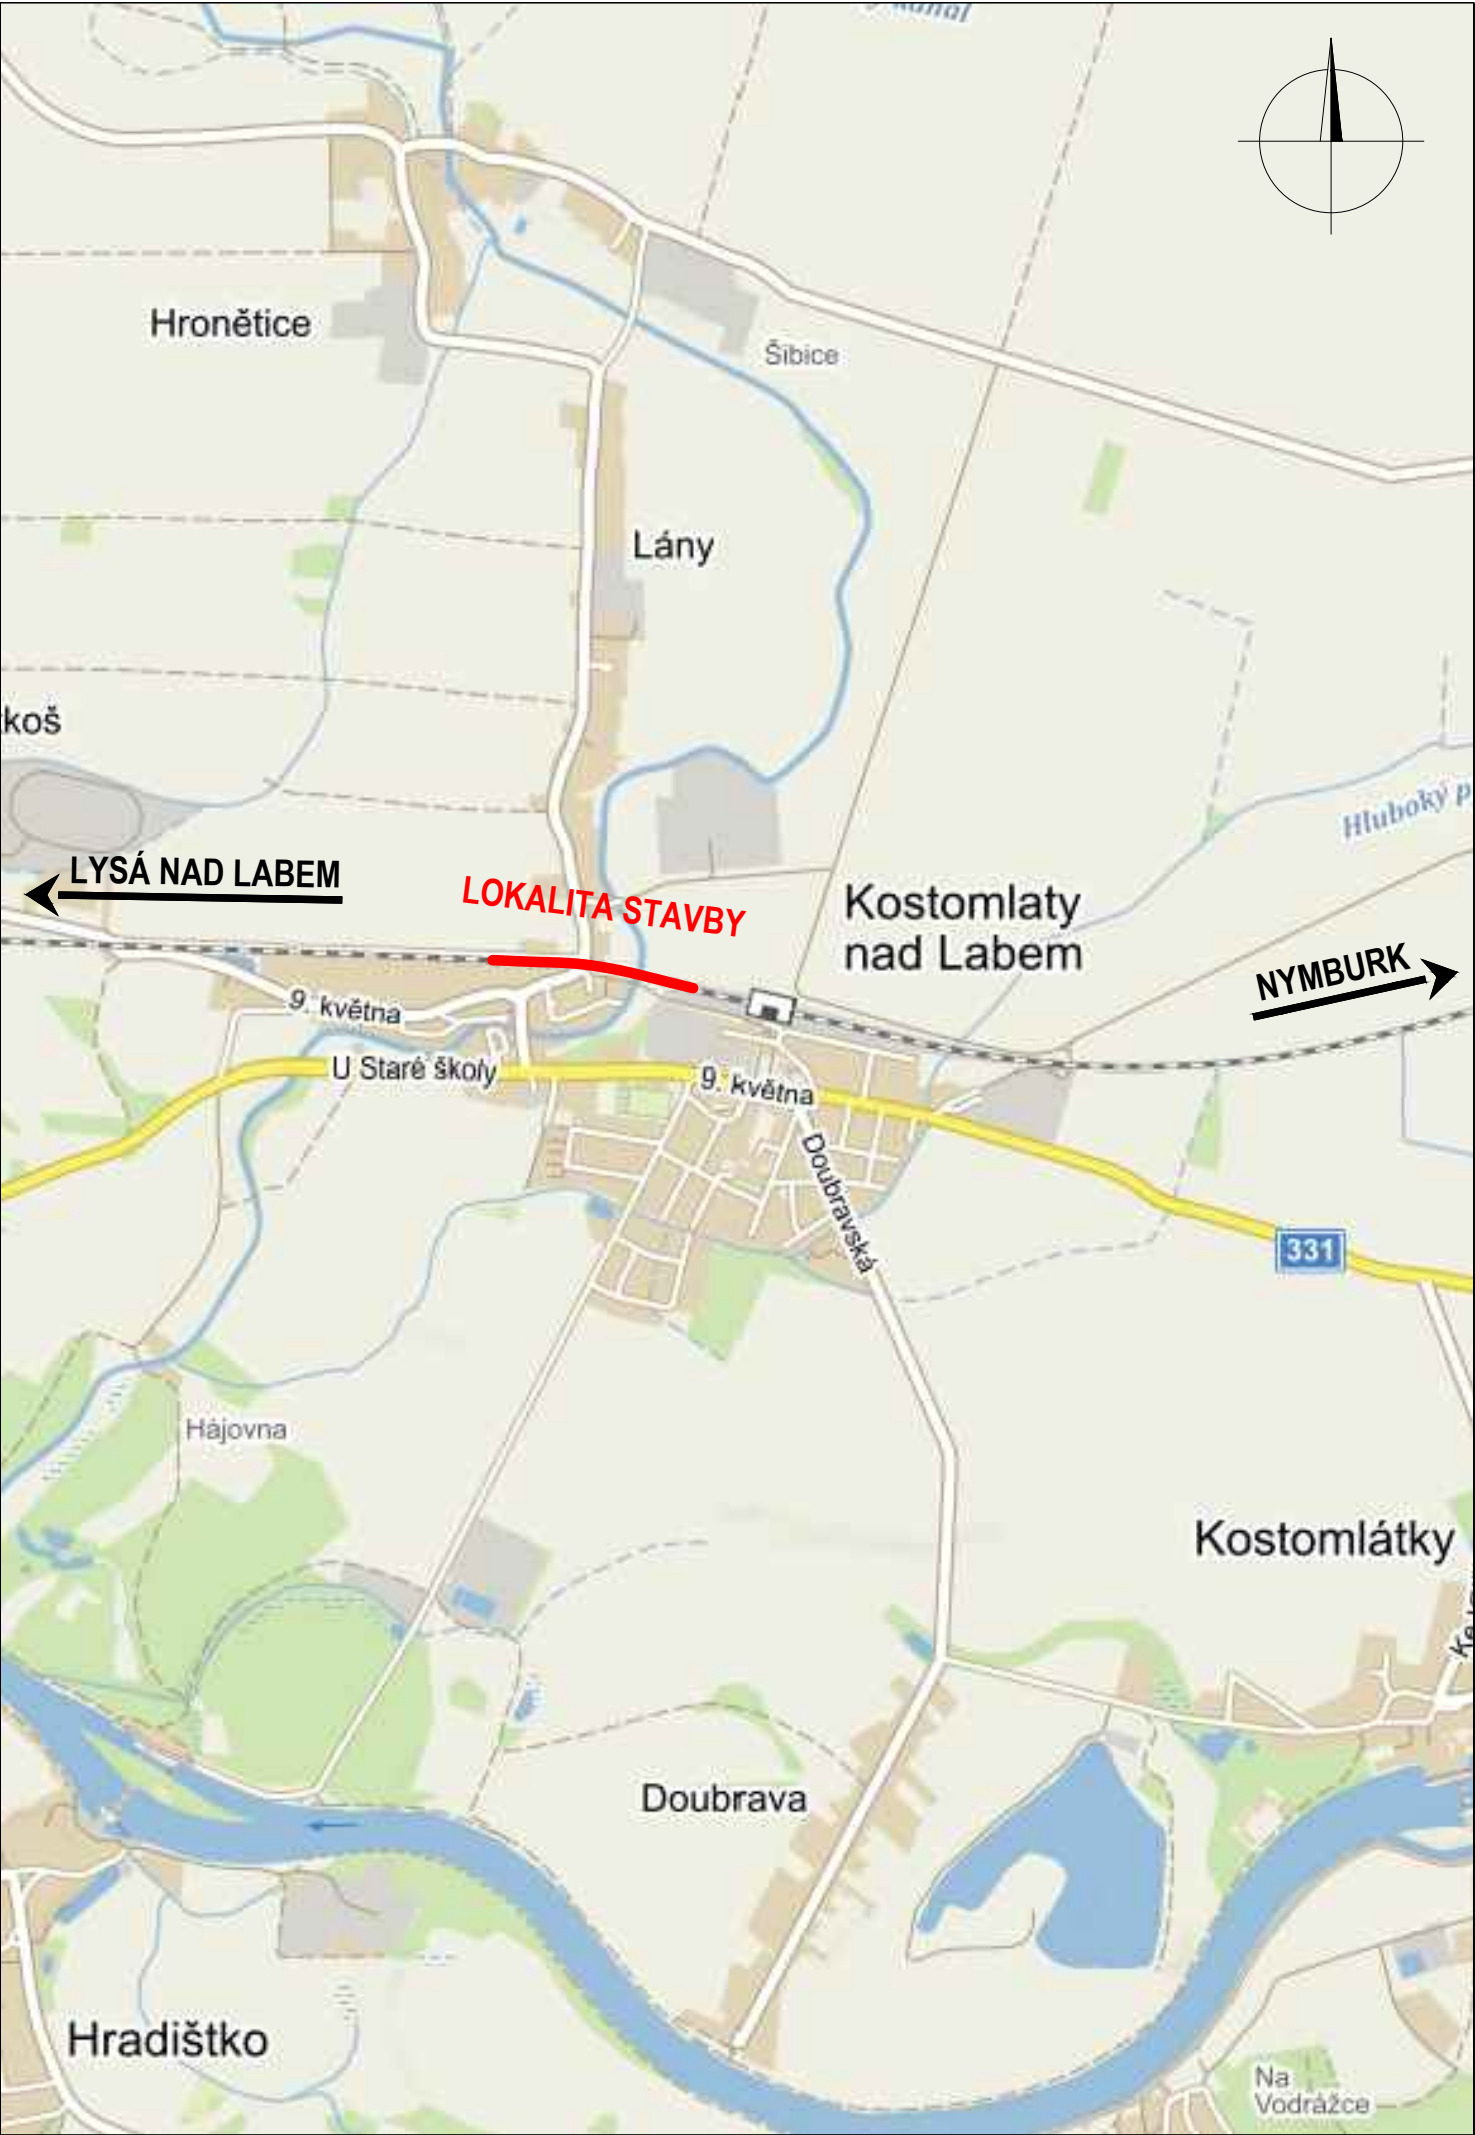 kanál
Hronětice
Šibice
Lány
koš
Hluboký p
LYSÁ NAD LABEM
LOKALITA STAVBY
Kostomlaty
nad Labem
NYMBURK
9. května
U Staré školy
9. května
Doubravská
331
Hájovna
Kostomlátky
Doubrava
Hradištko
Na
Vodrážce